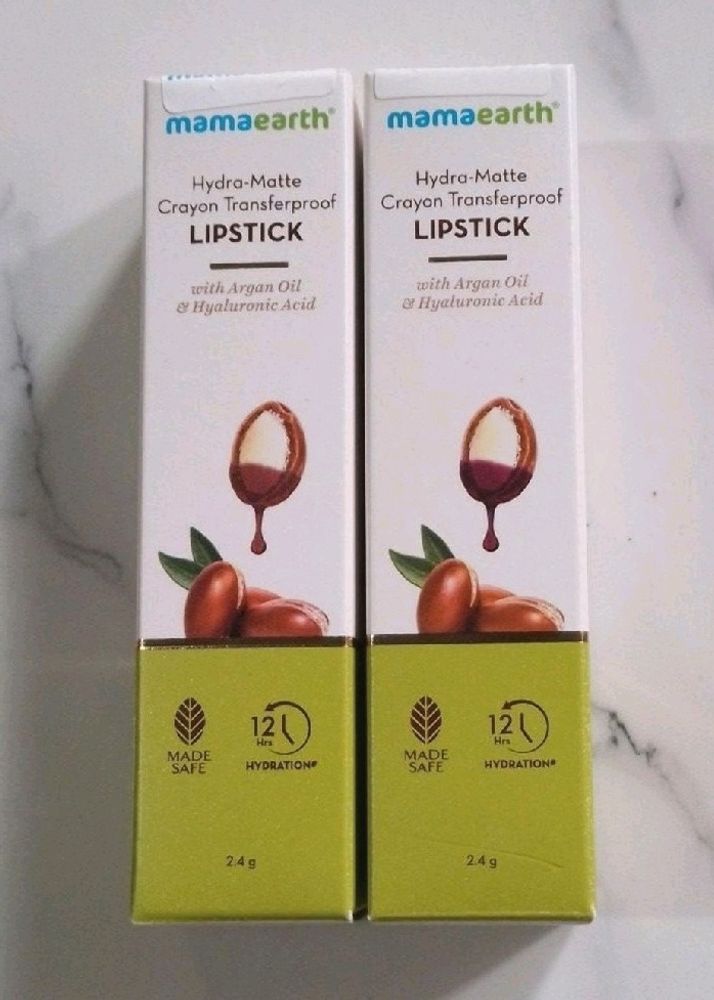 mamaearth®
Hydra-Matte
Crayon Transferproof
LIPSTICK
with Argan Oil
& Hyaluronic Acid
12
Hrs
MADE
SAFE
HYDRATION#
2.4 g
mamaearth®
Hydra-Matte
Crayon Transferproof
LIPSTICK
with Argan Oil
& Hyaluronic Acid
12
Hrs
MADE
SAFE
HYDRATION#
2.4 g